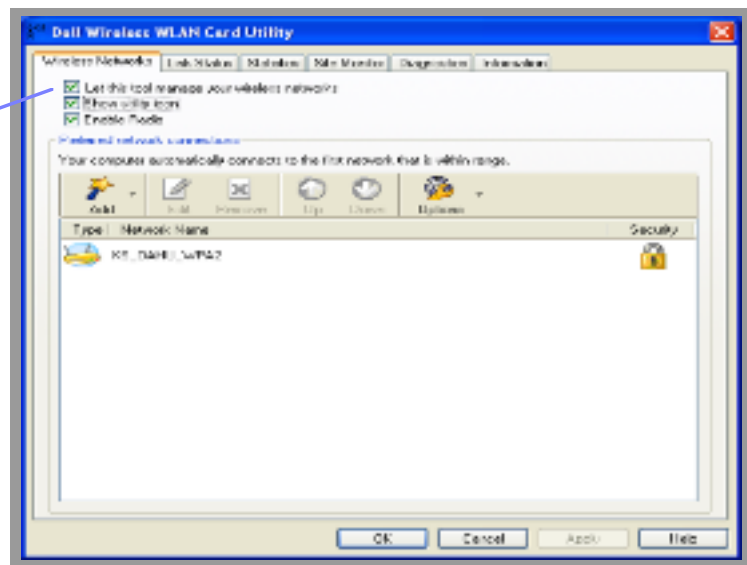 Dell Wireless WLAN Card Utility
Wireless Networks Link Status Statistics Site Monitor Diagnostics Information
Let this tool manage your wireless networks
Show utility icon
Enable Radio
Preferred network connections
Your computer automatically connects to the first network that is within range.
Add Edit Remove Up Down Options
Type Network Name Security
OK Cancel Apply Help